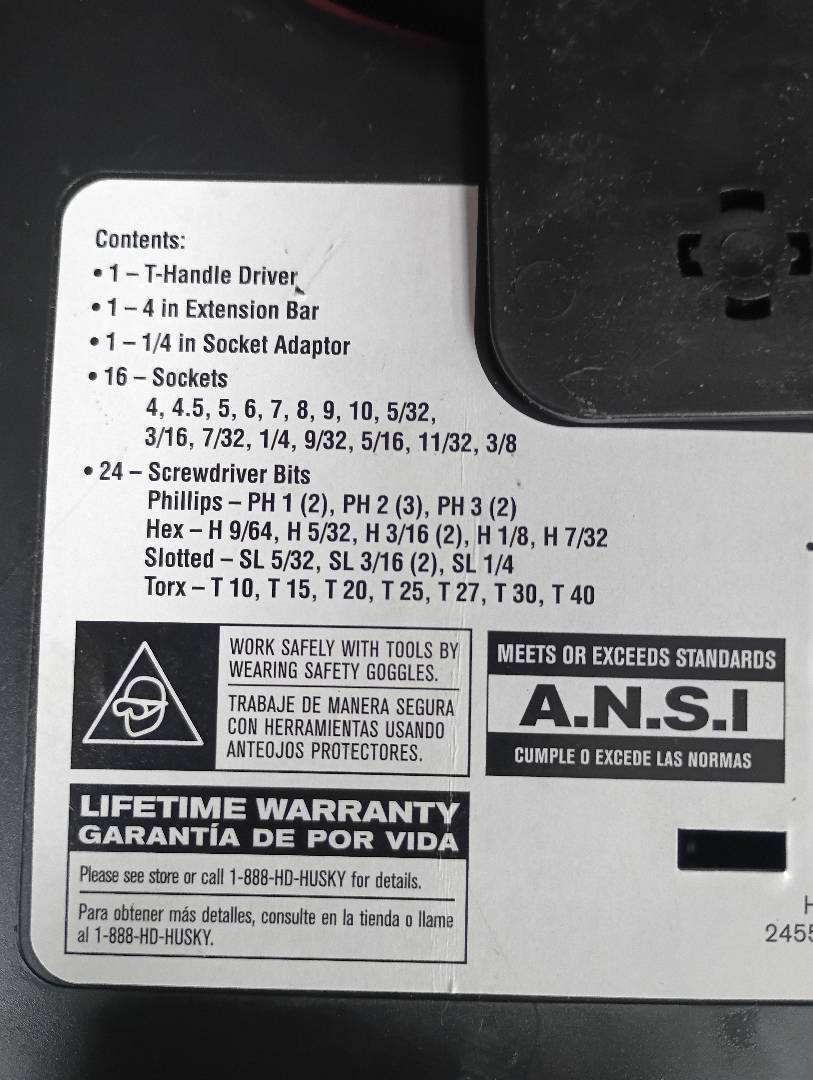 Contents:
• 1 – T-Handle Driver
• 1 – 4 in Extension Bar
• 1 – 1/4 in Socket Adaptor
• 16 – Sockets
4, 4.5, 5, 6, 7, 8, 9, 10, 5/32,
3/16, 7/32, 1/4, 9/32, 5/16, 11/32, 3/8
• 24 – Screwdriver Bits
Phillips – PH 1 (2), PH 2 (3), PH 3 (2)
Hex – H 9/64, H 5/32, H 3/16 (2), H 1/8, H 7/32
Slotted – SL 5/32, SL 3/16 (2), SL 1/4
Torx – T 10, T 15, T 20, T 25, T 27, T 30, T 40
WORK SAFELY WITH TOOLS BY
WEARING SAFETY GOGGLES.
TRABAJE DE MANERA SEGURA
CON HERRAMIENTAS USANDO
ANTEOJOS PROTECTORES.
MEETS OR EXCEEDS STANDARDS
A.N.S.I
CUMPLE O EXCEDE LAS NORMAS
LIFETIME WARRANTY
GARANTÍA DE POR VIDA
Please see store or call 1-888-HD-HUSKY for details.
Para obtener más detalles, consulte en la tienda o llame
al 1-888-HD-HUSKY.
H
2455